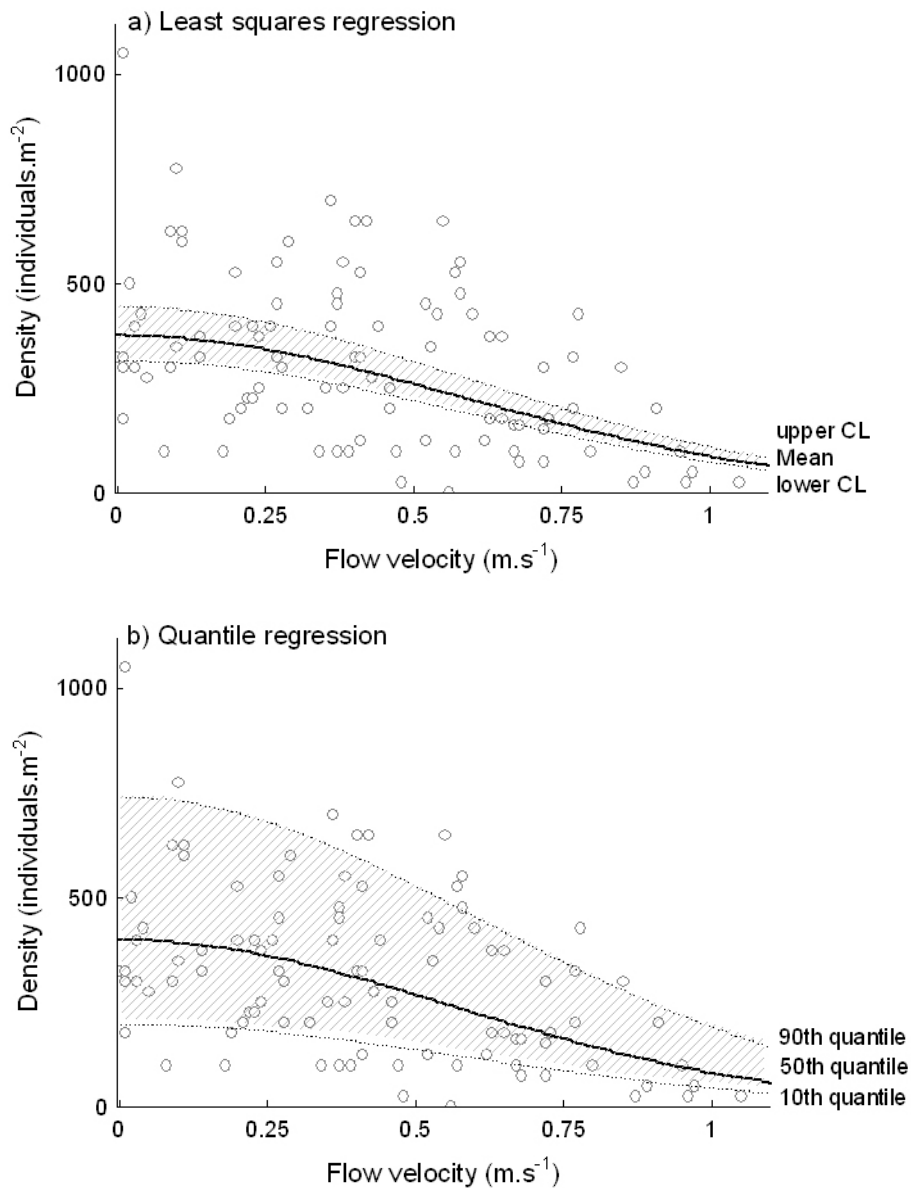 a) Least squares regression
1000
500
0
Density (individuals.m-2)
upper CL
Mean
lower CL
0 0.25 0.5 0.75 1
Flow velocity (m.s-1)
b) Quantile regression
1000
500
0
Density (individuals.m-2)
90th quantile
50th quantile
10th quantile
0 0.25 0.5 0.75 1
Flow velocity (m.s-1)